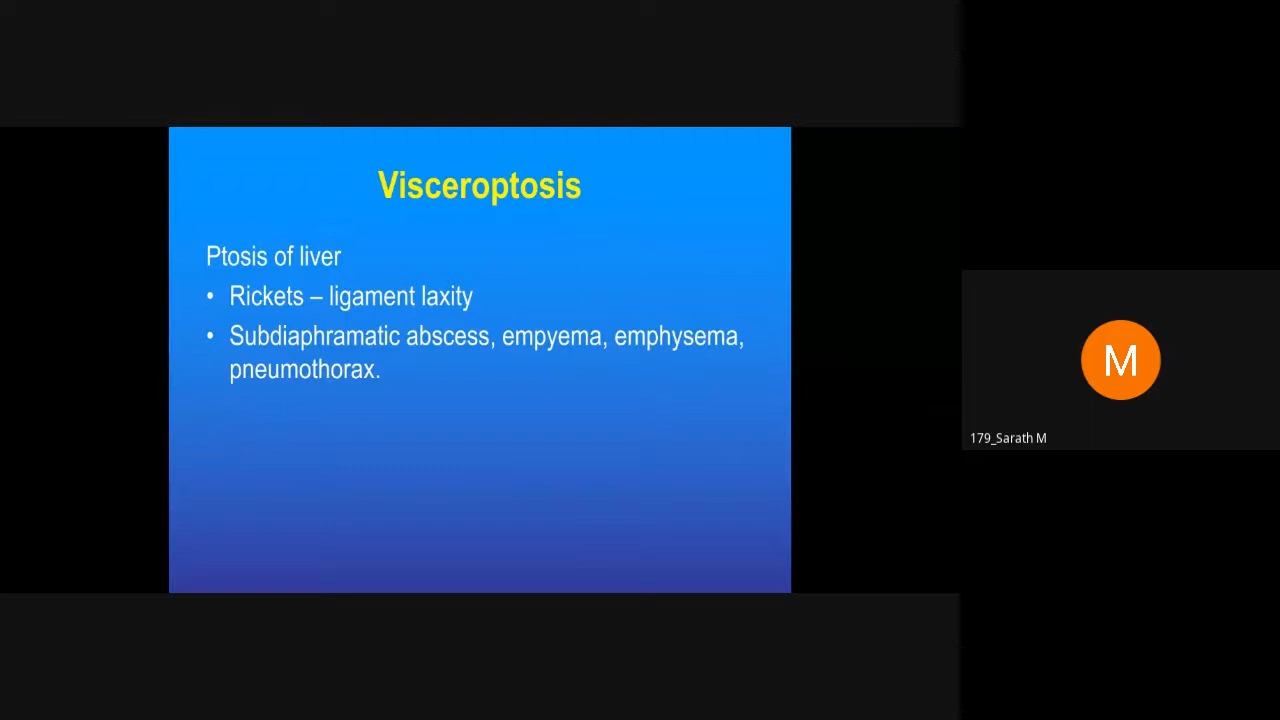 Visceroptosis
Ptosis of liver
• Rickets – ligament laxity
• Subdiaphramatic abscess, empyema, emphysema,
pneumothorax.
M
179_Sarath M